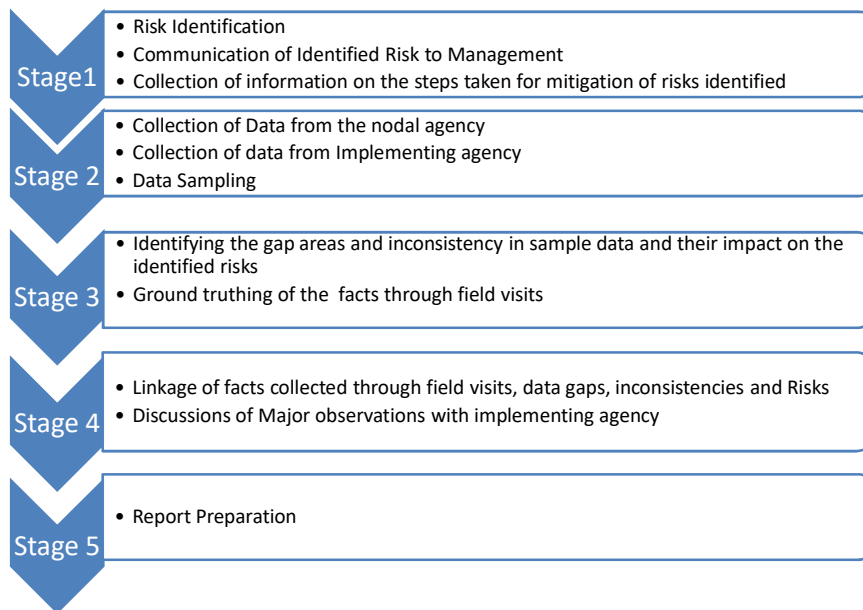 Stage1
• Risk Identification
• Communication of Identified Risk to Management
• Collection of information on the steps taken for mitigation of risks identified
Stage 2
• Collection of Data from the nodal agency
• Collection of data from Implementing agency
• Data Sampling
Stage 3
• Identifying the gap areas and inconsistency in sample data and their impact on the
identified risks
• Ground truthing of the facts through field visits
Stage 4
• Linkage of facts collected through field visits, data gaps, inconsistencies and Risks
• Discussions of Major observations with implementing agency
Stage 5
• Report Preparation